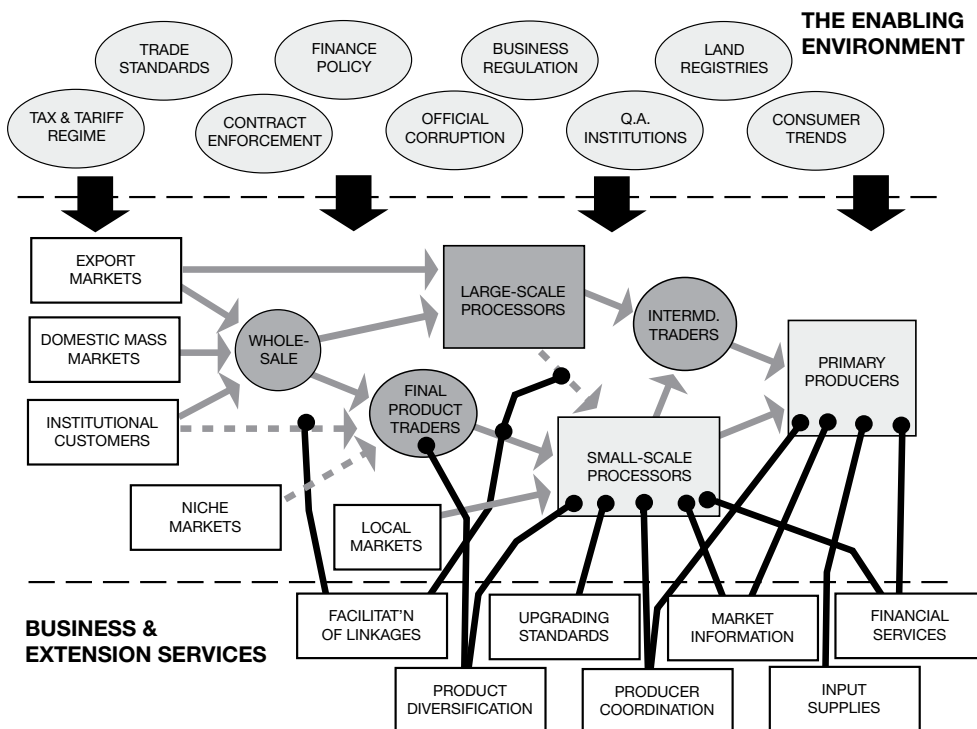 THE ENABLING
ENVIRONMENT
TRADE
STANDARDS
FINANCE
POLICY
BUSINESS
REGULATION
LAND
REGISTRIES
TAX & TARIFF
REGIME
CONTRACT
ENFORCEMENT
OFFICIAL
CORRUPTION
Q.A.
INSTITUTIONS
CONSUMER
TRENDS
EXPORT
MARKETS
DOMESTIC MASS
MARKETS
INSTITUTIONAL
CUSTOMERS
NICHE
MARKETS
LOCAL
MARKETS
WHOLE-
SALE
FINAL
PRODUCT
TRADERS
LARGE-SCALE
PROCESSORS
SMALL-SCALE
PROCESSORS
INTERMD.
TRADERS
PRIMARY
PRODUCERS
BUSINESS &
EXTENSION SERVICES
FACILITAT'N
OF LINKAGES
UPGRADING
STANDARDS
MARKET
INFORMATION
FINANCIAL
SERVICES
PRODUCT
DIVERSIFICATION
PRODUCER
COORDINATION
INPUT
SUPPLIES